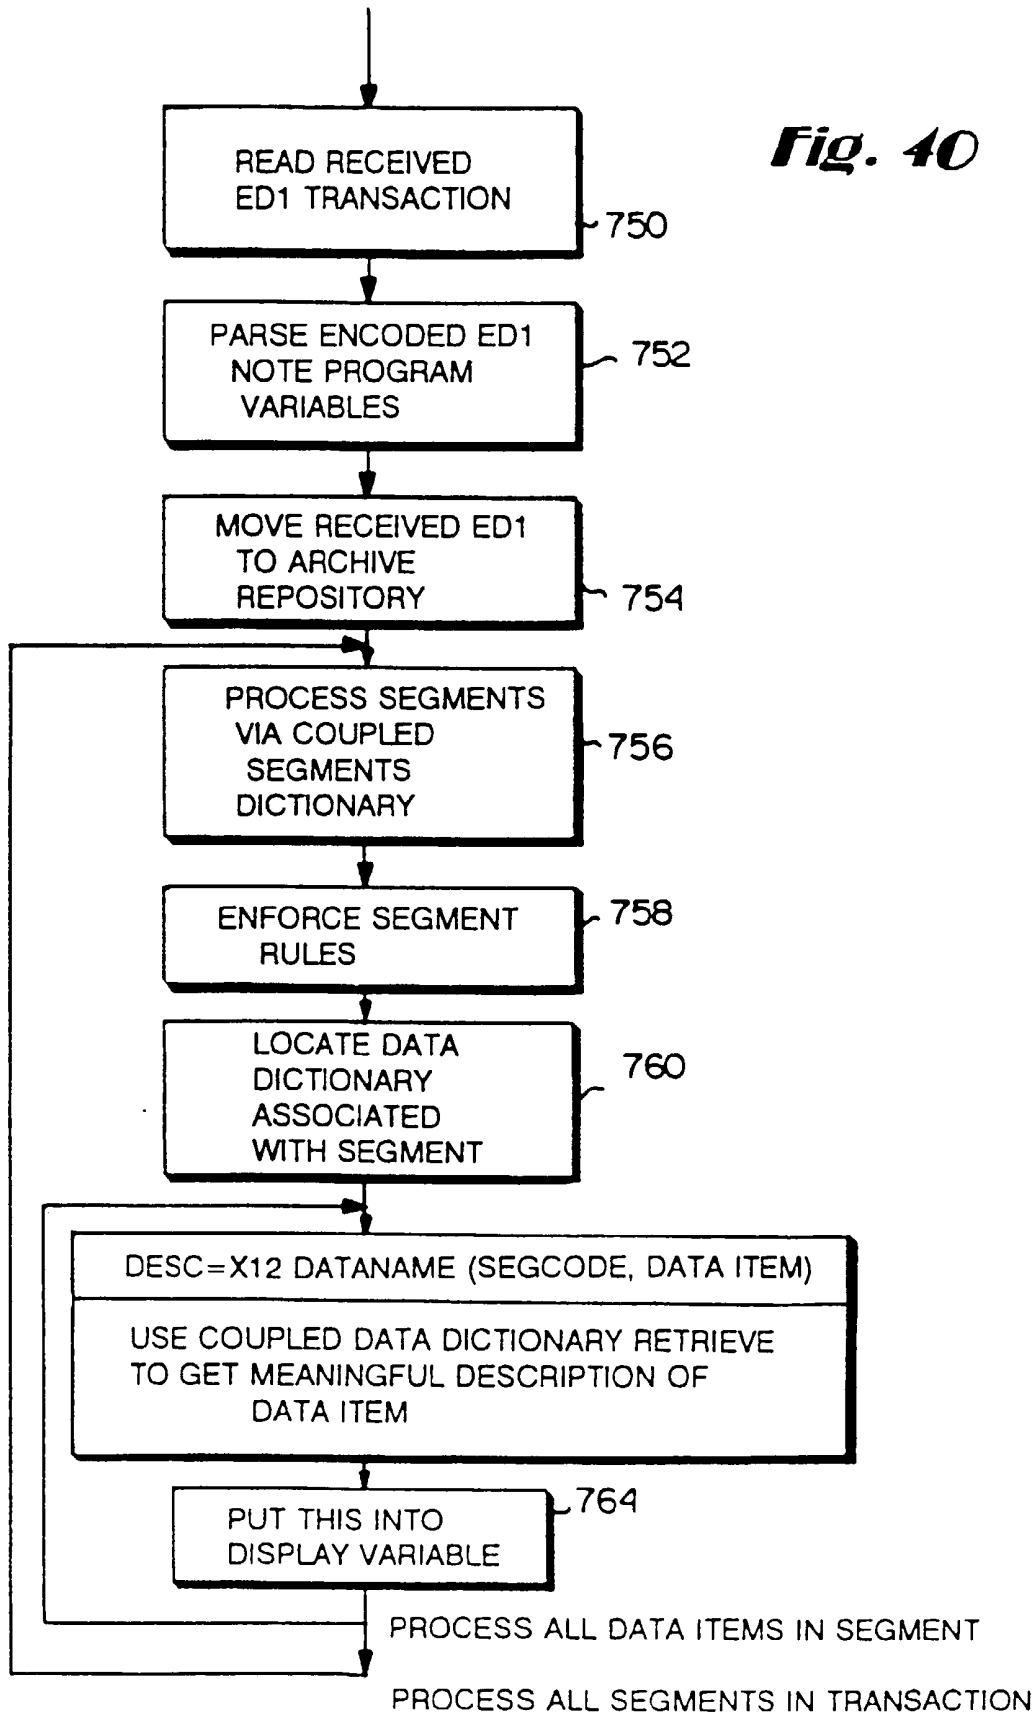 Fig. 40
READ RECEIVED
ED1 TRANSACTION
750
PARSE ENCODED ED1
NOTE PROGRAM
VARIABLES
752
MOVE RECEIVED ED1
TO ARCHIVE
REPOSITORY
754
PROCESS SEGMENTS
VIA COUPLED
SEGMENTS
DICTIONARY
756
ENFORCE SEGMENT
RULES
758
LOCATE DATA
DICTIONARY
ASSOCIATED
WITH SEGMENT
760
DESC=X12 DATANAME (SEGCODE, DATA ITEM)
USE COUPLED DATA DICTIONARY RETRIEVE
TO GET MEANINGFUL DESCRIPTION OF
DATA ITEM
PUT THIS INTO
DISPLAY VARIABLE
764
PROCESS ALL DATA ITEMS IN SEGMENT
PROCESS ALL SEGMENTS IN TRANSACTION